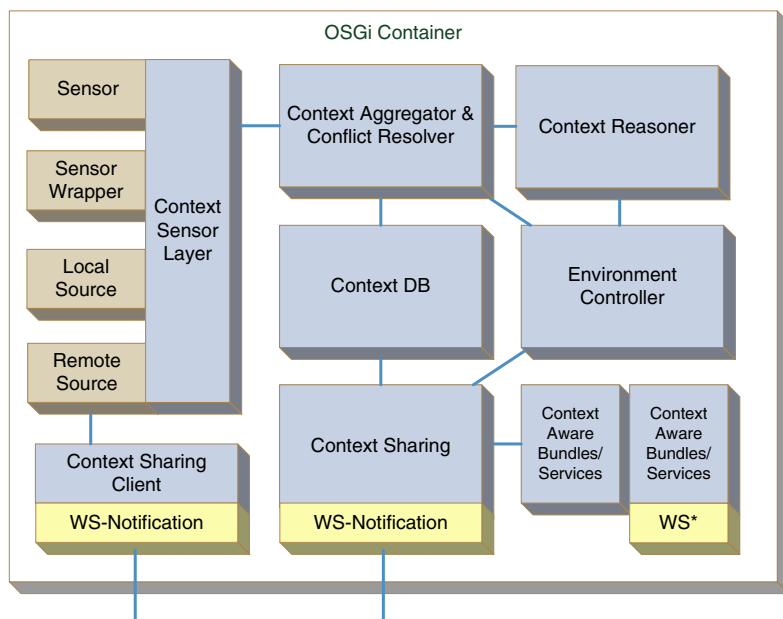 OSGi Container
Sensor
Sensor
Wrapper
Local
Source
Remote
Source
Context
Sensor
Layer
Context Aggregator &
Conflict Resolver
Context Reasoner
Context DB
Environment
Controller
Context Sharing
Client
WS-Notification
Context Sharing
WS-Notification
Context
Aware
Bundles/
Services
Context
Aware
Bundles/
Services
WS*